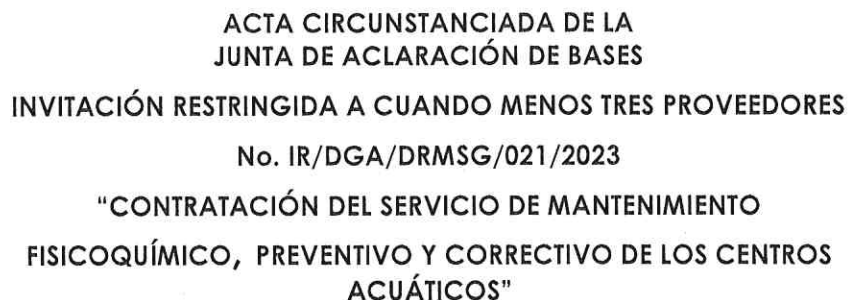 ACTA CIRCUNSTANCIADA DE LA
JUNTA DE ACLARACIÓN DE BASES
INVITACIÓN RESTRINGIDA A CUANDO MENOS TRES PROVEEDORES
No. IR/DGA/DRMSG/021/2023
“CONTRATACIÓN DEL SERVICIO DE MANTENIMIENTO
FISICOQUÍMICO, PREVENTIVO Y CORRECTIVO DE LOS CENTROS
ACUÁTICOS”